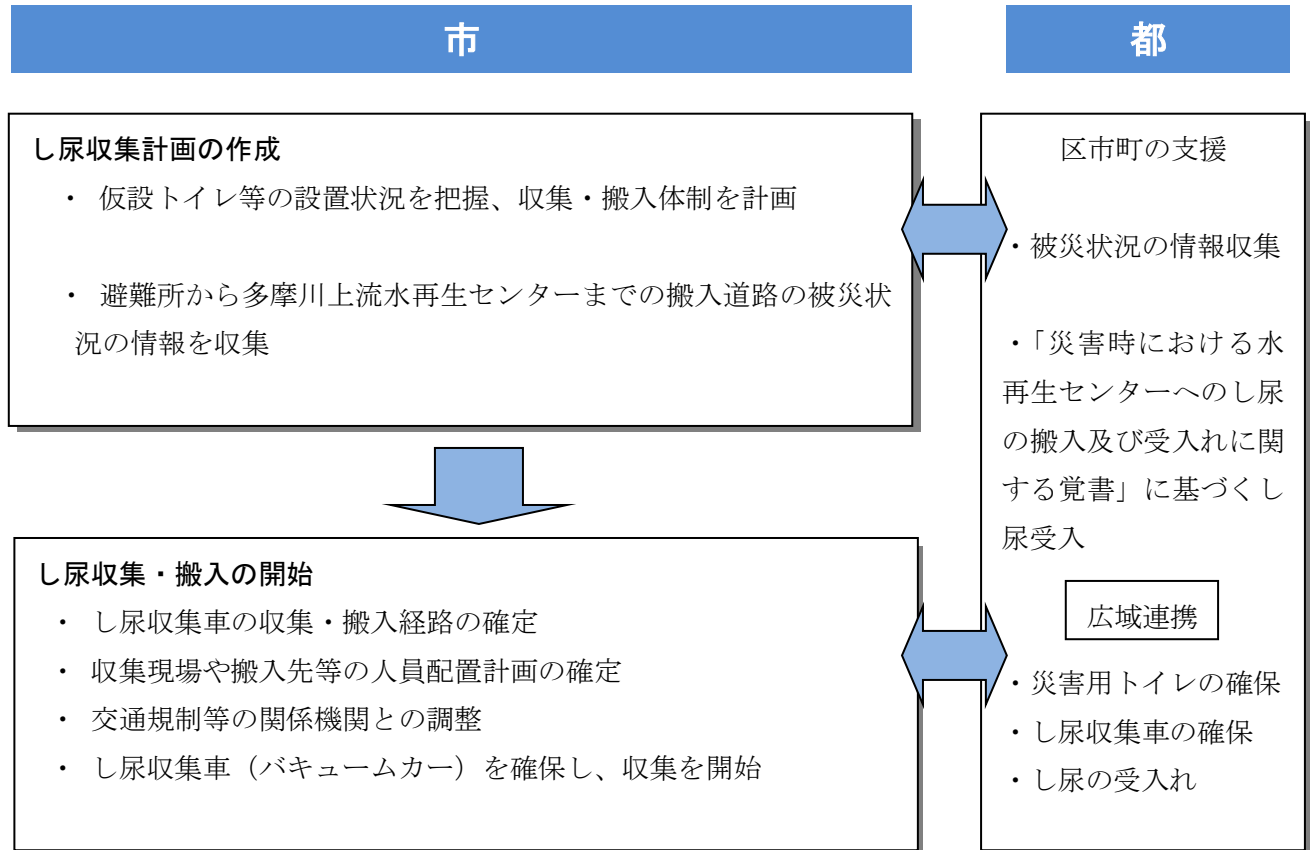 市
都
し尿収集計画の作成
・ 仮設トイレ等の設置状況を把握、収集・搬入体制を計画
・ 避難所から多摩川上流水再生センターまでの搬入道路の被災状
況の情報を収集
し尿収集・搬入の開始
・ し尿収集車の収集・搬入経路の確定
・ 収集現場や搬入先等の人員配置計画の確定
・ 交通規制等の関係機関との調整
・ し尿収集車（バキュームカー）を確保し、収集を開始
区市町の支援
・被災状況の情報収集
・「災害時における水
再生センターへのし尿
の搬入及び受入れに関
する覚書」に基づくし
尿受入
広域連携
・災害用トイレの確保
・し尿収集車の確保
・し尿の受入れ